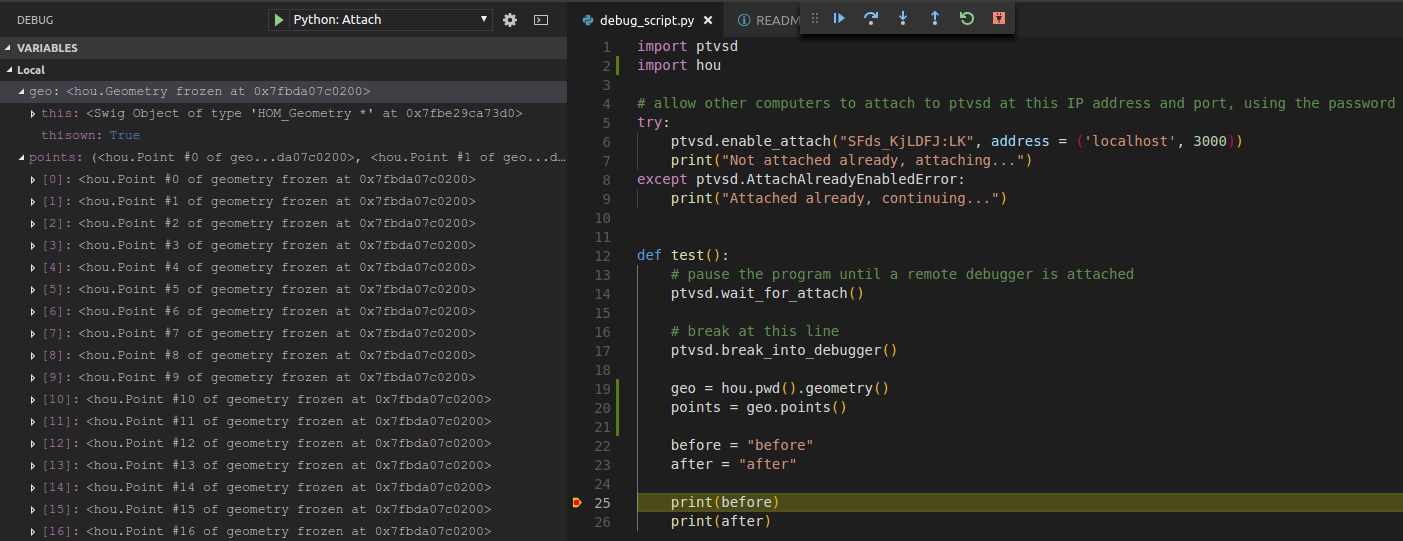 DEBUG
Python: Attach
VARIABLES
Local
geo: <hou.Geometry frozen at 0x7fbda07c0200>
this: <Swig Object of type 'HOM_Geometry *' at 0x7fbe29ca73d0>
thisown: True
points: (<hou.Point #0 of geo...da07c0200>, <hou.Point #1 of geo...d…
[0]: <hou.Point #0 of geometry frozen at 0x7fbda07c0200>
[1]: <hou.Point #1 of geometry frozen at 0x7fbda07c0200>
[2]: <hou.Point #2 of geometry frozen at 0x7fbda07c0200>
[3]: <hou.Point #3 of geometry frozen at 0x7fbda07c0200>
[4]: <hou.Point #4 of geometry frozen at 0x7fbda07c0200>
[5]: <hou.Point #5 of geometry frozen at 0x7fbda07c0200>
[6]: <hou.Point #6 of geometry frozen at 0x7fbda07c0200>
[7]: <hou.Point #7 of geometry frozen at 0x7fbda07c0200>
[8]: <hou.Point #8 of geometry frozen at 0x7fbda07c0200>
[9]: <hou.Point #9 of geometry frozen at 0x7fbda07c0200>
[10]: <hou.Point #10 of geometry frozen at 0x7fbda07c0200>
[11]: <hou.Point #11 of geometry frozen at 0x7fbda07c0200>
[12]: <hou.Point #12 of geometry frozen at 0x7fbda07c0200>
[13]: <hou.Point #13 of geometry frozen at 0x7fbda07c0200>
[14]: <hou.Point #14 of geometry frozen at 0x7fbda07c0200>
[15]: <hou.Point #15 of geometry frozen at 0x7fbda07c0200>
[16]: <hou.Point #16 of geometry frozen at 0x7fbda07c0200>
debug_script.py × README
1 import ptvsd
2 import hou
3
4 # allow other computers to attach to ptvsd at this IP address and port, using the password
5 try:
6     ptvsd.enable_attach("SFds_KjLDFJ:LK", address = ('localhost', 3000))
7     print("Not attached already, attaching...")
8 except ptvsd.AttachAlreadyEnabledError:
9     print("Attached already, continuing...")
10
11
12 def test():
13     # pause the program until a remote debugger is attached
14     ptvsd.wait_for_attach()
15
16     # break at this line
17     ptvsd.break_into_debugger()
18
19     geo = hou.pwd().geometry()
20     points = geo.points()
21
22     before = "before"
23     after = "after"
24
25     print(before)
26     print(after)